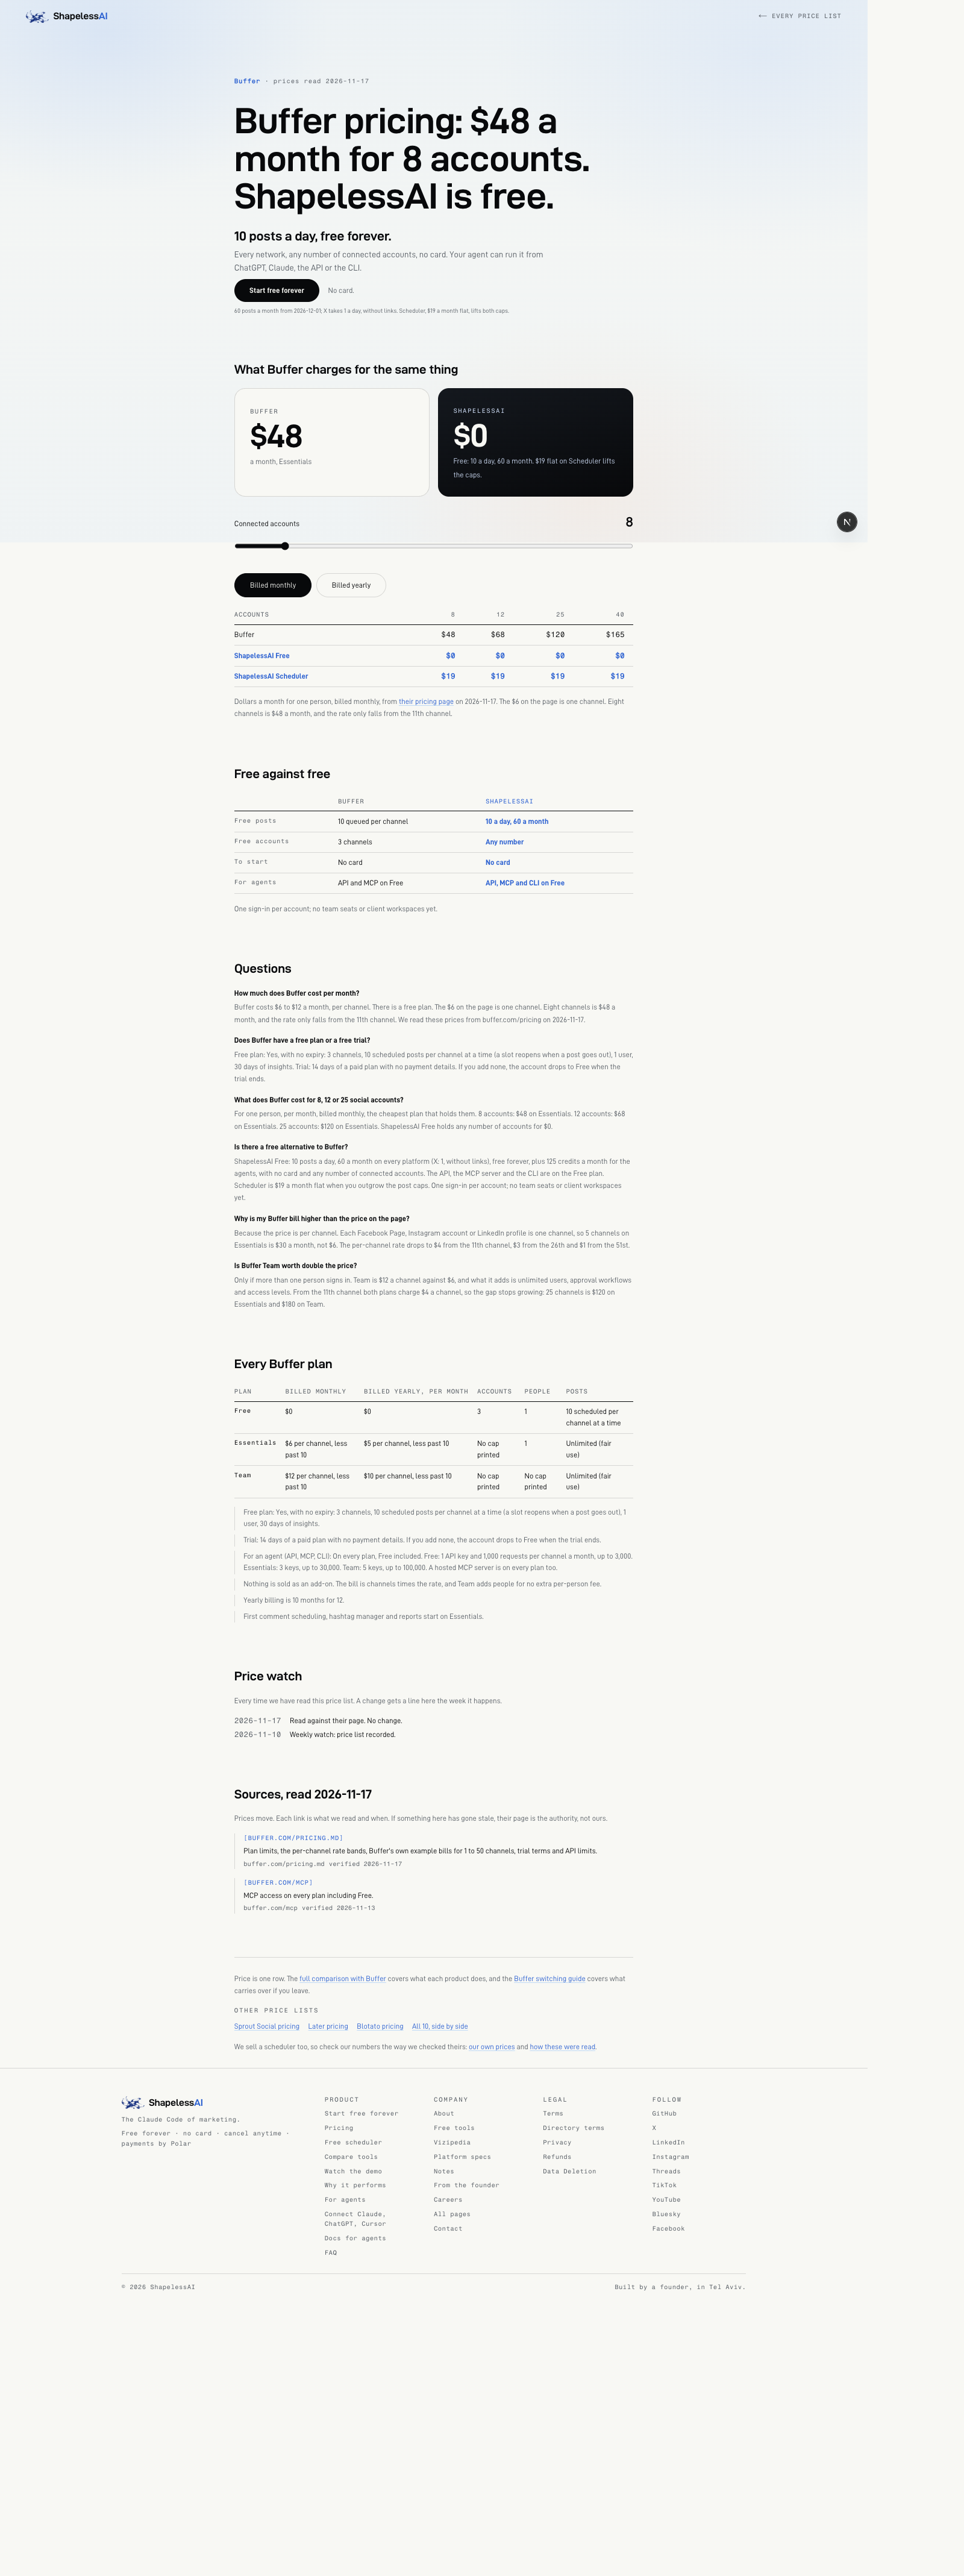 ShapelessAI
← EVERY PRICE LIST
Buffer · prices read 2026-11-17
Buffer pricing: $48 a
month for 8 accounts.
ShapelessAI is free.
10 posts a day, free forever.
Every network, any number of connected accounts, no card. Your agent can run it from
ChatGPT, Claude, the API or the CLI.
Start free forever
No card.
60 posts a month from 2026-12-01; X takes 1 a day, without links. Scheduler, $19 a month flat, lifts both caps.
What Buffer charges for the same thing
BUFFER
$48
a month, Essentials
SHAPELESSAI
$0
Free: 10 a day, 60 a month. $19 flat on Scheduler lifts
the caps.
Connected accounts 8
N
Billed monthly Billed yearly
ACCOUNTS 8 12 25 40
Buffer $48 $68 $120 $165
ShapelessAI Free $0 $0 $0 $0
ShapelessAI Scheduler $19 $19 $19 $19
Dollars a month for one person, billed monthly, from their pricing page on 2026-11-17. The $6 on the page is one channel. Eight
channels is $48 a month, and the rate only falls from the 11th channel.
Free against free
BUFFER SHAPELESSAI
Free posts 10 queued per channel 10 a day, 60 a month
Free accounts 3 channels Any number
To start No card No card
For agents API and MCP on Free API, MCP and CLI on Free
One sign-in per account; no team seats or client workspaces yet.
Questions
How much does Buffer cost per month?
Buffer costs $6 to $12 a month, per channel. There is a free plan. The $6 on the page is one channel. Eight channels is $48 a
month, and the rate only falls from the 11th channel. We read these prices from buffer.com/pricing on 2026-11-17.
Does Buffer have a free plan or a free trial?
Free plan: Yes, with no expiry: 3 channels, 10 scheduled posts per channel at a time (a slot reopens when a post goes out), 1 user,
30 days of insights. Trial: 14 days of a paid plan with no payment details. If you add none, the account drops to Free when the
trial ends.
What does Buffer cost for 8, 12 or 25 social accounts?
For one person, per month, billed monthly, the cheapest plan that holds them. 8 accounts: $48 on Essentials. 12 accounts: $68
on Essentials. 25 accounts: $120 on Essentials. ShapelessAI Free holds any number of accounts for $0.
Is there a free alternative to Buffer?
ShapelessAI Free: 10 posts a day, 60 a month on every platform (X: 1, without links), free forever, plus 125 credits a month for the
agents, with no card and any number of connected accounts. The API, the MCP server and the CLI are on the Free plan.
Scheduler is $19 a month flat when you outgrow the post caps. One sign-in per account; no team seats or client workspaces
yet.
Why is my Buffer bill higher than the price on the page?
Because the price is per channel. Each Facebook Page, Instagram account or LinkedIn profile is one channel, so 5 channels on
Essentials is $30 a month, not $6. The per-channel rate drops to $4 from the 11th channel, $3 from the 26th and $1 from the 51st.
Is Buffer Team worth double the price?
Only if more than one person signs in. Team is $12 a channel against $6, and what it adds is unlimited users, approval workflows
and access levels. From the 11th channel both plans charge $4 a channel, so the gap stops growing: 25 channels is $120 on
Essentials and $180 on Team.
Every Buffer plan
PLAN BILLED MONTHLY BILLED YEARLY, PER MONTH ACCOUNTS PEOPLE POSTS
Free $0 $0 3 1 10 scheduled per
channel at a time
Essentials $6 per channel, less $5 per channel, less past 10 No cap 1 Unlimited (fair
past 10 printed use)
Team $12 per channel, less $10 per channel, less past 10 No cap No cap Unlimited (fair
past 10 printed printed use)
Free plan: Yes, with no expiry: 3 channels, 10 scheduled posts per channel at a time (a slot reopens when a post goes out), 1
user, 30 days of insights.
Trial: 14 days of a paid plan with no payment details. If you add none, the account drops to Free when the trial ends.
For an agent (API, MCP, CLI): On every plan, Free included. Free: 1 API key and 1,000 requests per channel a month, up to 3,000.
Essentials: 3 keys, up to 30,000. Team: 5 keys, up to 100,000. A hosted MCP server is on every plan too.
Nothing is sold as an add-on. The bill is channels times the rate, and Team adds people for no extra per-person fee.
Yearly billing is 10 months for 12.
First comment scheduling, hashtag manager and reports start on Essentials.
Price watch
Every time we have read this price list. A change gets a line here the week it happens.
2026-11-17 Read against their page. No change.
2026-11-10 Weekly watch: price list recorded.
Sources, read 2026-11-17
Prices move. Each link is what we read and when. If something here has gone stale, their page is the authority, not ours.
[BUFFER.COM/PRICING.MD]
Plan limits, the per-channel rate bands, Buffer's own example bills for 1 to 50 channels, trial terms and API limits.
buffer.com/pricing.md verified 2026-11-17
[BUFFER.COM/MCP]
MCP access on every plan including Free.
buffer.com/mcp verified 2026-11-13
Price is one row. The full comparison with Buffer covers what each product does, and the Buffer switching guide covers what
carries over if you leave.
OTHER PRICE LISTS
Sprout Social pricing Later pricing Blotato pricing All 10, side by side
We sell a scheduler too, so check our numbers the way we checked theirs: our own prices and how these were read.
ShapelessAI
The Claude Code of marketing.
Free forever · no card · cancel anytime ·
payments by Polar
PRODUCT
Start free forever
Pricing
Free scheduler
Compare tools
Watch the demo
Why it performs
For agents
Connect Claude,
ChatGPT, Cursor
Docs for agents
FAQ
COMPANY
About
Free tools
Vizipedia
Platform specs
Notes
From the founder
Careers
All pages
Contact
LEGAL
Terms
Directory terms
Privacy
Refunds
Data Deletion
FOLLOW
GitHub
X
LinkedIn
Instagram
Threads
TikTok
YouTube
Bluesky
Facebook
© 2026 ShapelessAI
Built by a founder, in Tel Aviv.